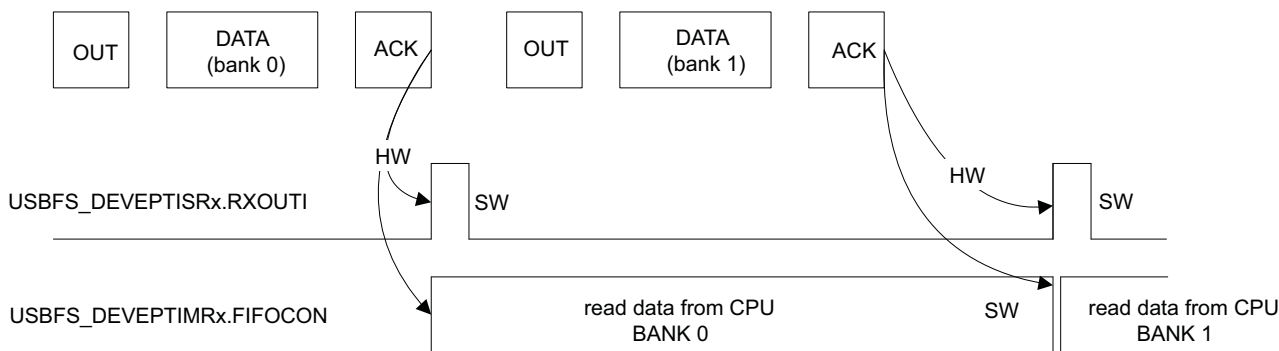 OUT
DATA
(bank 0)
ACK
OUT
DATA
(bank 1)
ACK
HW
HW
USBFS_DEVEPTISRx.RXOUTI
SW
SW
USBFS_DEVEPTIMRx.FIFOCON
read data from CPU
BANK 0
SW
read data from CPU
BANK 1